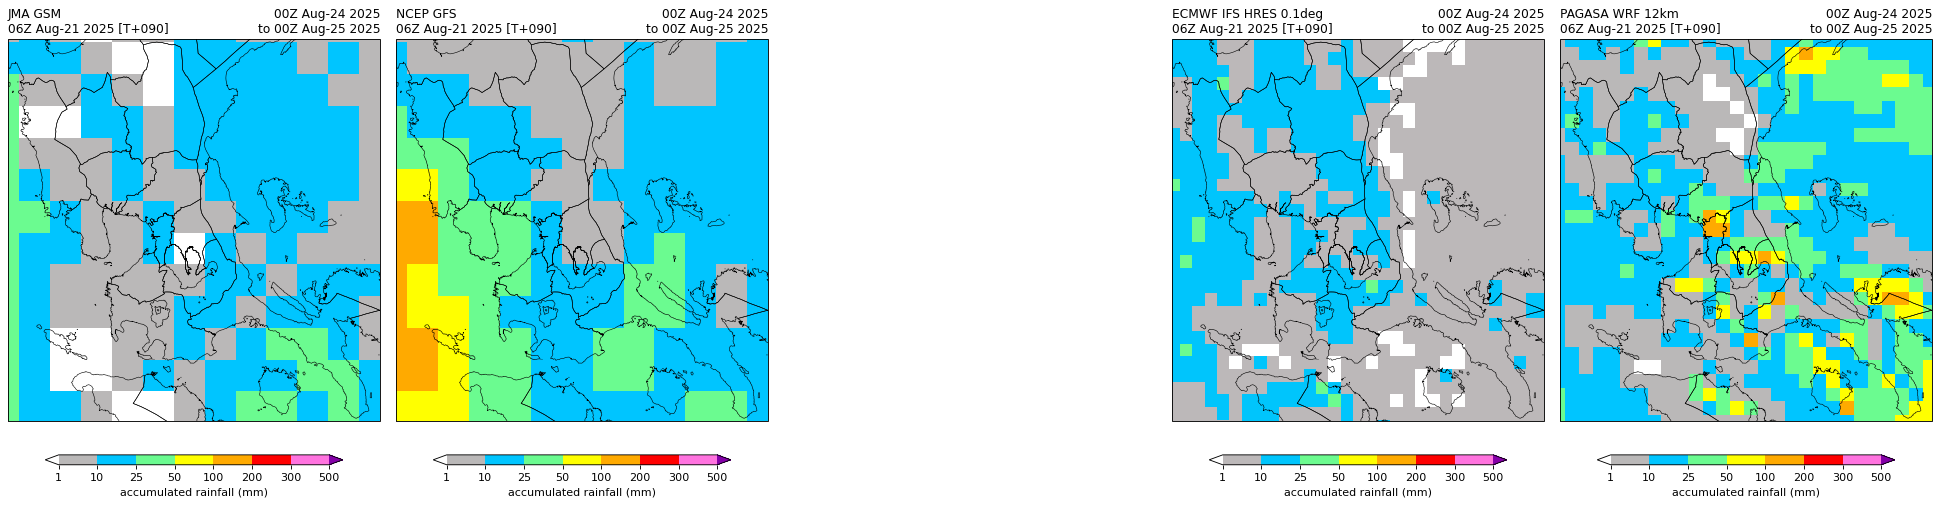 JMA GSM 00Z Aug-24 2025
06Z Aug-21 2025 [T+090] to 00Z Aug-25 2025
NCEP GFS 00Z Aug-24 2025
06Z Aug-21 2025 [T+090] to 00Z Aug-25 2025
ECMWF IFS HRES 0.1deg 00Z Aug-24 2025
06Z Aug-21 2025 [T+090] to 00Z Aug-25 2025
PAGASA WRF 12km 00Z Aug-24 2025
06Z Aug-21 2025 [T+090] to 00Z Aug-25 2025
1 10 25 50 100 200 300 500
accumulated rainfall (mm)
1 10 25 50 100 200 300 500
accumulated rainfall (mm)
1 10 25 50 100 200 300 500
accumulated rainfall (mm)
1 10 25 50 100 200 300 500
accumulated rainfall (mm)